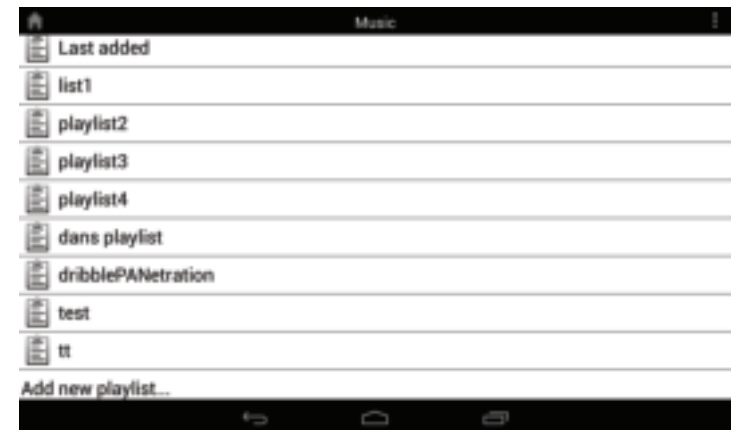 Music
Last added
list1
playlist2
playlist3
playlist4
dans playlist
dribblePANetration
test
tt
Add new playlist...